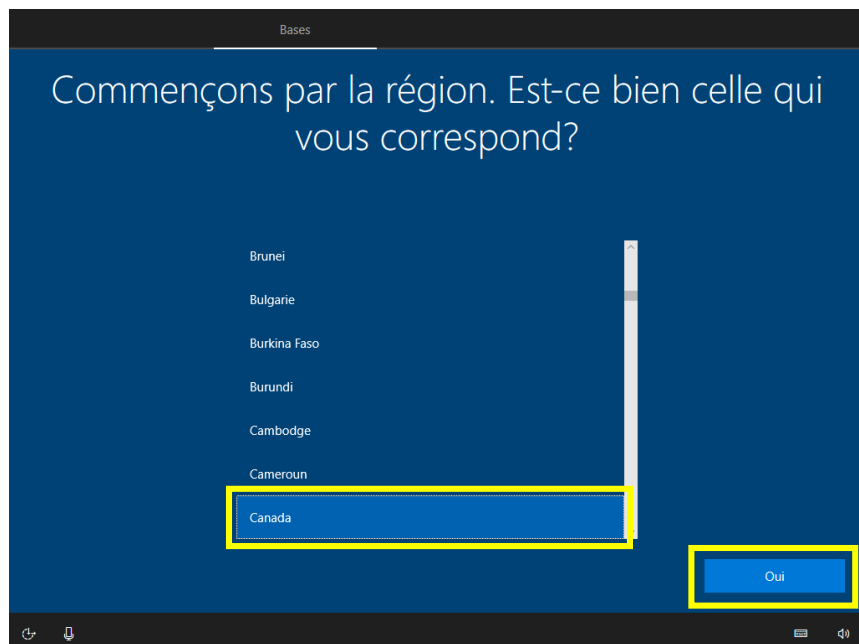 Bases
Commençons par la région. Est-ce bien celle qui
vous correspond?
Brunei
Bulgarie
Burkina Faso
Burundi
Cambodge
Cameroun
Canada
Oui